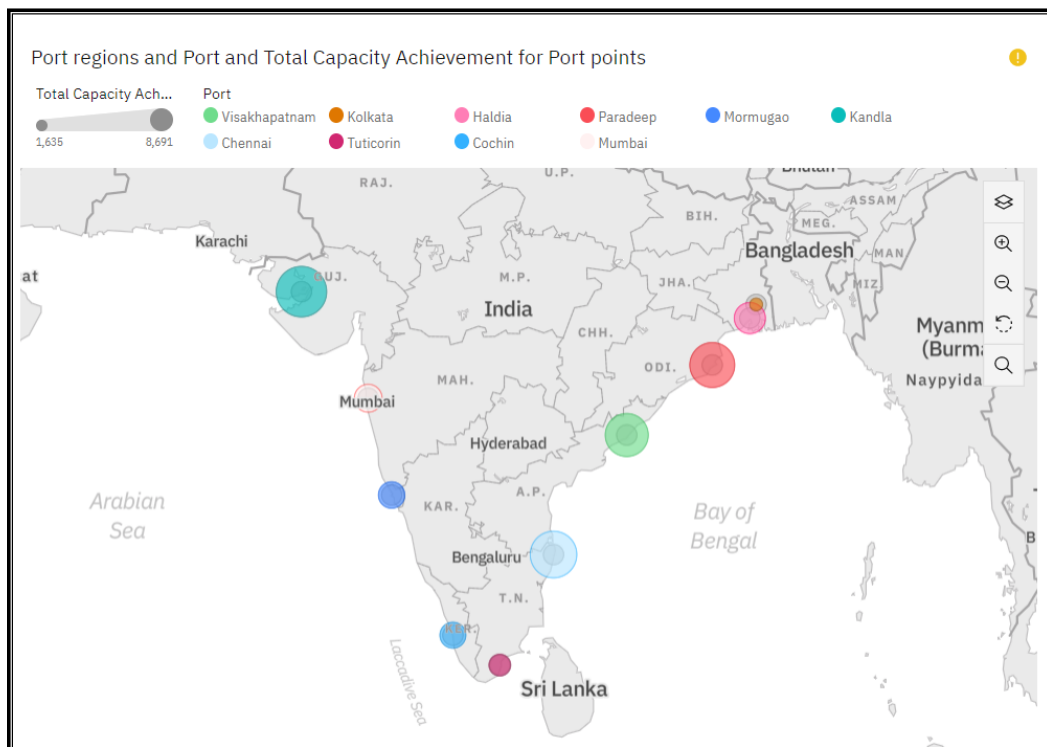 Port regions and Port and Total Capacity Achievement for Port points
Total Capacity Ach...
1,635 8,691
Port
Visakhapatnam Kolkata Haldia Paradeep Mormugao Kandla
Chennai Tuticorin Cochin Mumbai
RAJ.
U.P.
Bhutan
ASSAM
BIH.
MEG.
Karachi
Bangladesh
MAN
at
GUJ.
M.P.
JHA.
MIZ
India
CHH.
Myanm
(Burma
ODI.
MAH.
Naypyida
Mumbai
Hyderabad
A.P.
Arabian
Sea
KAR.
Bay of
Bengal
B
Bengaluru
T.N.
KER.
Laccadive Sea
Sri Lanka